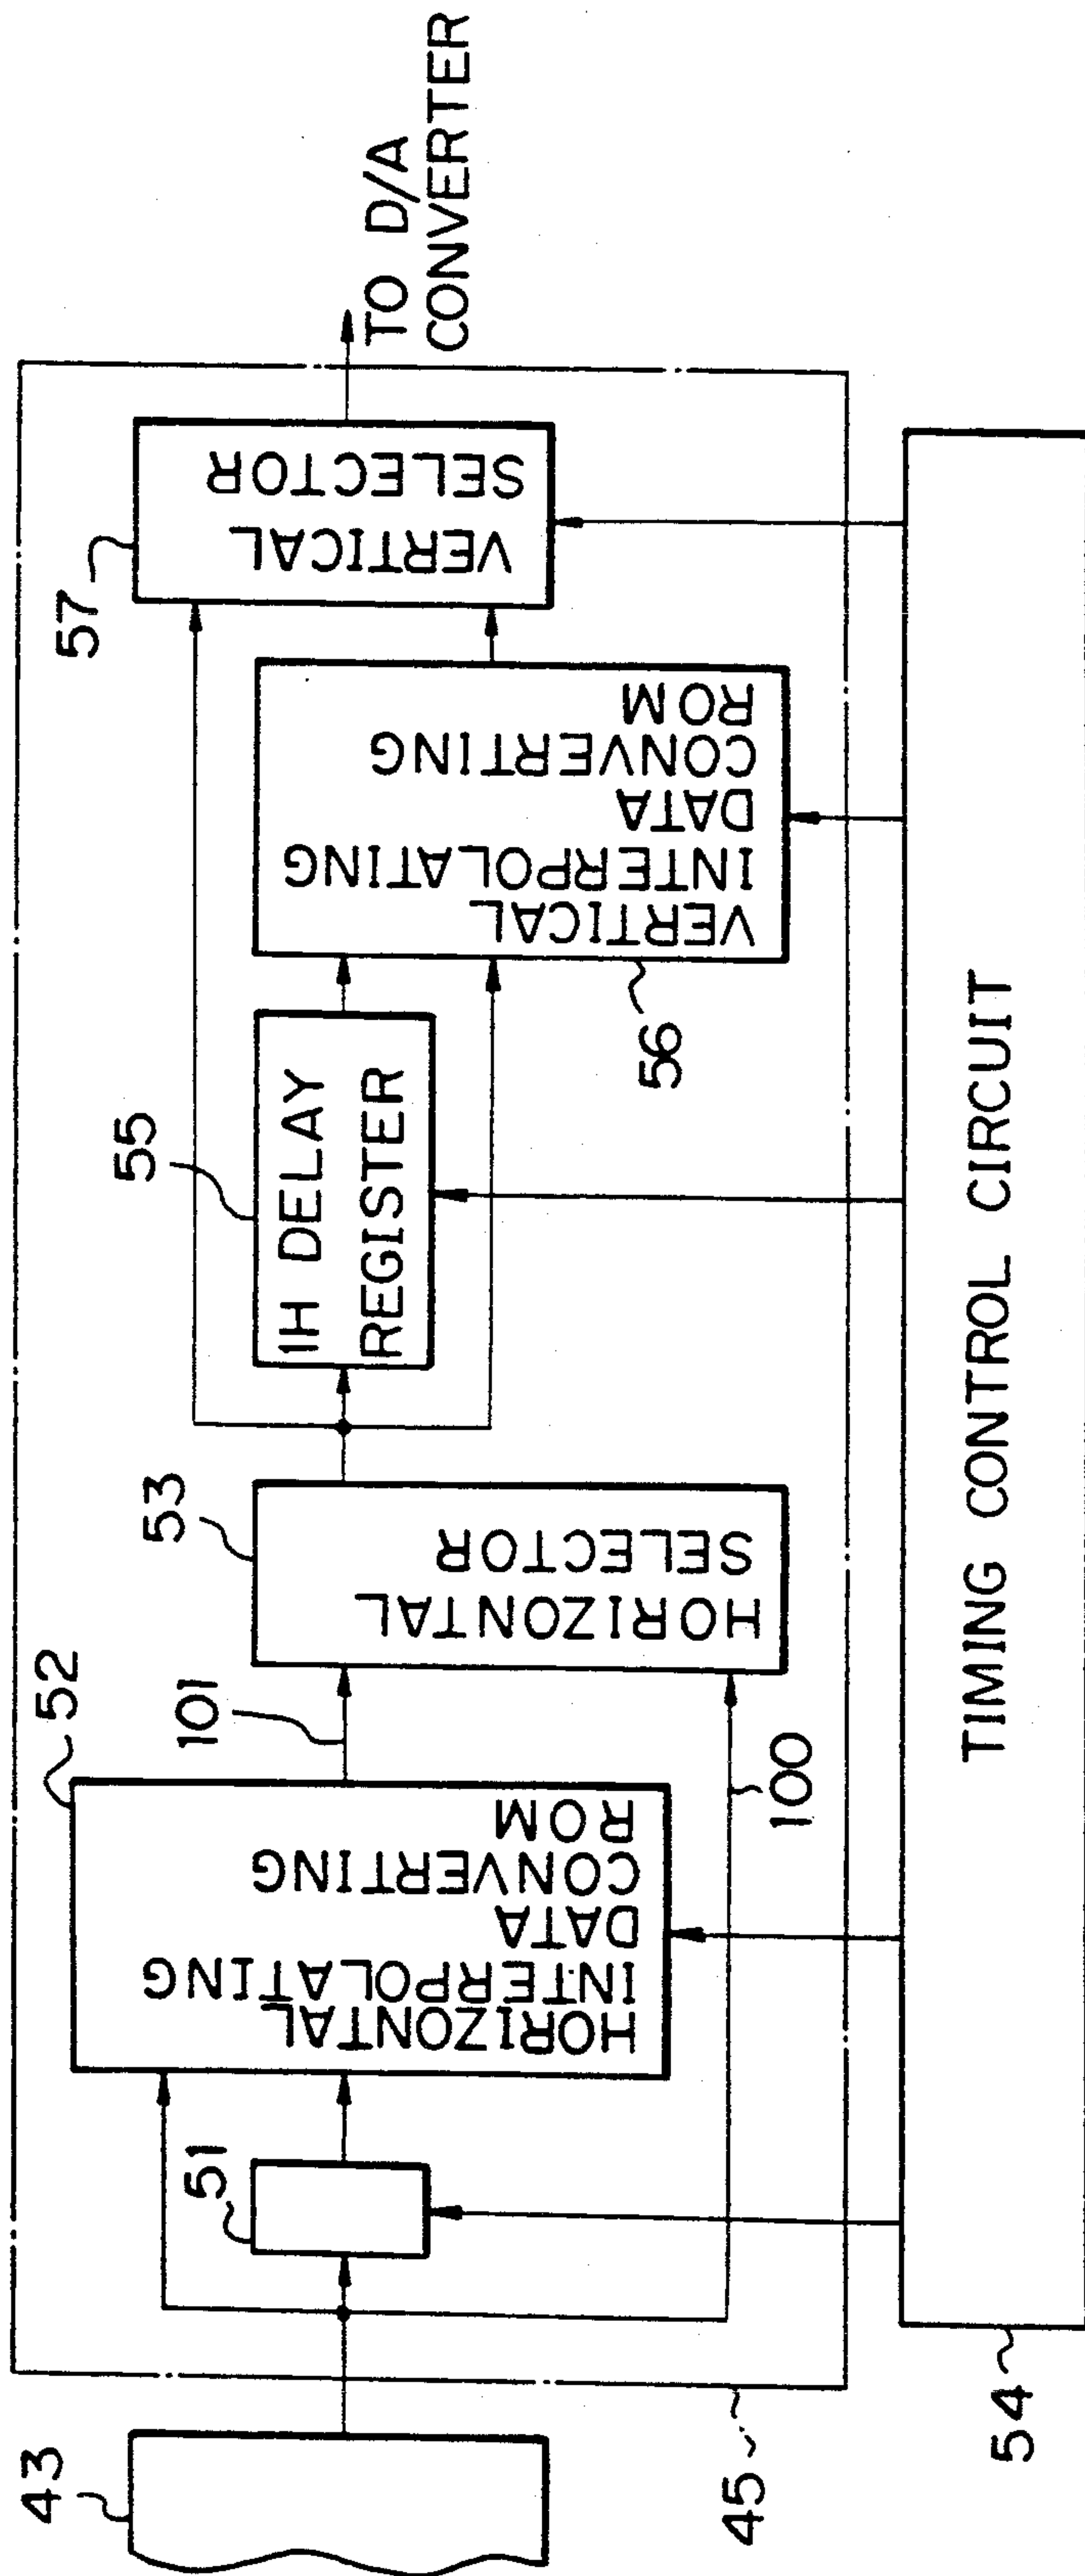 43
45
51
HORIZONTAL
INTERPOLATING
DATA
CONVERTING
ROM
52
101
100
HORIZONTAL
SELECTOR
53
1H DELAY
REGISTER
55
VERTICAL
INTERPOLATING
DATA
CONVERTING
ROM
56
VERTICAL
SELECTOR
57
TO D/A
CONVERTER
TIMING CONTROL CIRCUIT
54